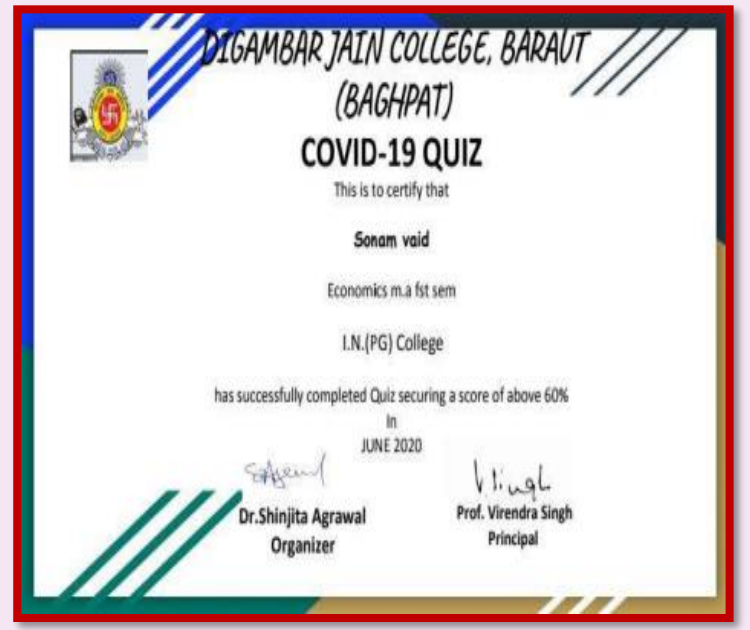 DIGAMBAR JAIN COLLEGE, BARAUT
(BAGHPAT)
COVID-19 QUIZ
This is to certify that
Sonam vaid
Economics m.a fst sem
I.N.(PG) College
has successfully completed Quiz securing a score of above 60%
In
JUNE 2020
V Singh
Dr.Shinjita Agrawal
Prof. Virendra Singh
Organizer
Principal